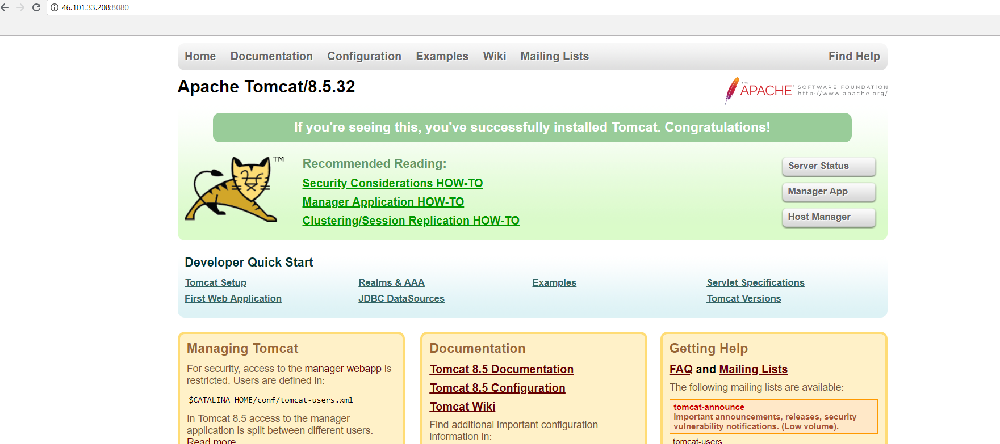 46.101.33.208:8080
Home Documentation Configuration Examples Wiki Mailing Lists Find Help
Apache Tomcat/8.5.32
THE APACHE® SOFTWARE FOUNDATION
http://www.apache.org/
If you're seeing this, you've successfully installed Tomcat. Congratulations!
TM
Recommended Reading:
Security Considerations HOW-TO
Manager Application HOW-TO
Clustering/Session Replication HOW-TO
Server Status
Manager App
Host Manager
Developer Quick Start
Tomcat Setup
First Web Application
Realms & AAA
JDBC DataSources
Examples
Servlet Specifications
Tomcat Versions
Managing Tomcat
For security, access to the manager webapp is
restricted. Users are defined in:
$CATALINA_HOME/conf/tomcat-users.xml
In Tomcat 8.5 access to the manager
application is split between different users.
Read more
Documentation
Tomcat 8.5 Documentation
Tomcat 8.5 Configuration
Tomcat Wiki
Find additional important configuration
information in:
Getting Help
FAQ and Mailing Lists
The following mailing lists are available:
tomcat-announce
Important announcements, releases, security
vulnerability notifications. (Low volume).
tomcat-users